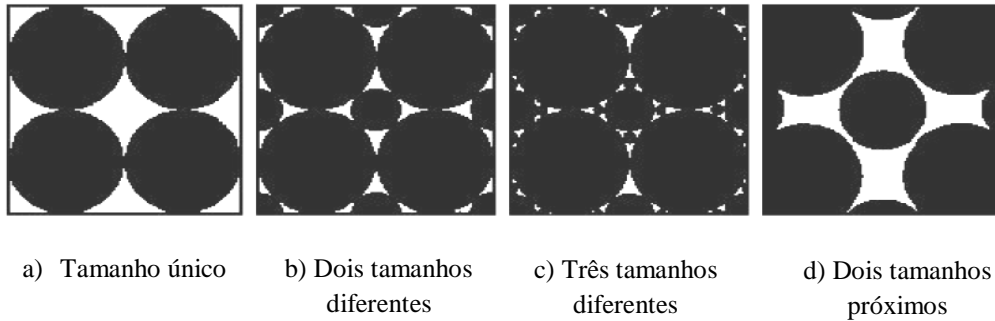 a) Tamanho único
b) Dois tamanhos
diferentes
c) Três tamanhos
diferentes
d) Dois tamanhos
próximos